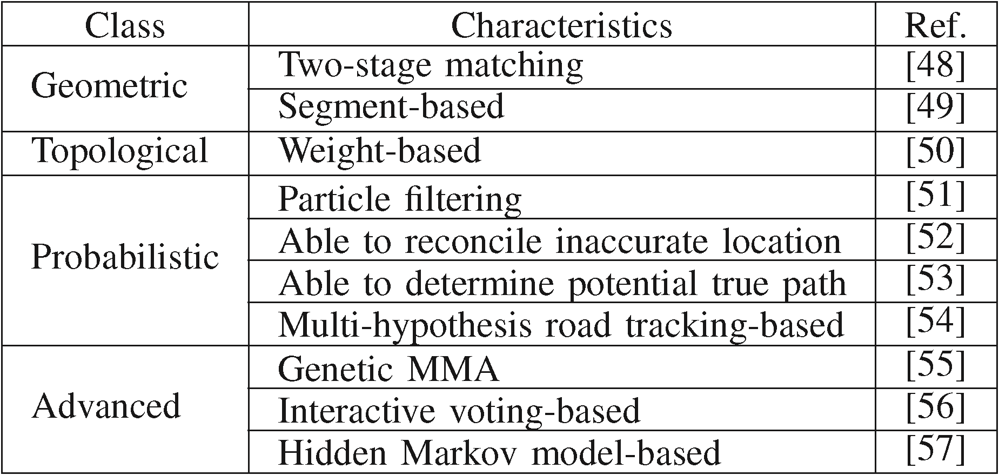 Class Characteristics Ref.
Geometric
Two-stage matching [48]
Segment-based [49]
Topological Weight-based [50]
Probabilistic
Particle filtering [51]
Able to reconcile inaccurate location [52]
Able to determine potential true path [53]
Multi-hypothesis road tracking-based [54]
Advanced
Genetic MMA [55]
Interactive voting-based [56]
Hidden Markov model-based [57]